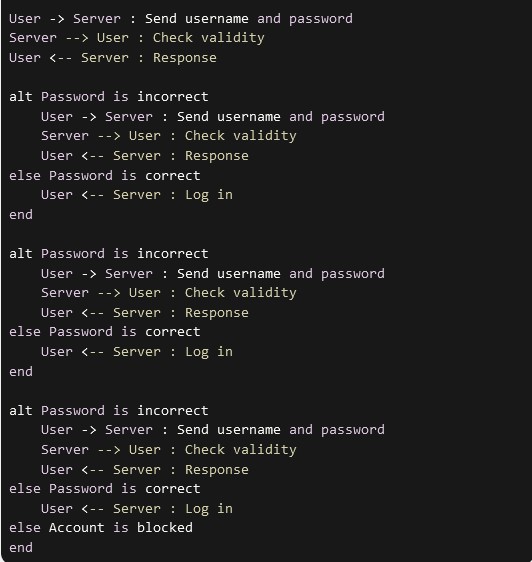 User -> Server : Send username and password
Server --> User : Check validity
User <-- Server : Response

alt Password is incorrect
    User -> Server : Send username and password
    Server --> User : Check validity
    User <-- Server : Response
else Password is correct
    User <-- Server : Log in
end

alt Password is incorrect
    User -> Server : Send username and password
    Server --> User : Check validity
    User <-- Server : Response
else Password is correct
    User <-- Server : Log in
end

alt Password is incorrect
    User -> Server : Send username and password
    Server --> User : Check validity
    User <-- Server : Response
else Password is correct
    User <-- Server : Log in
else Account is blocked
end